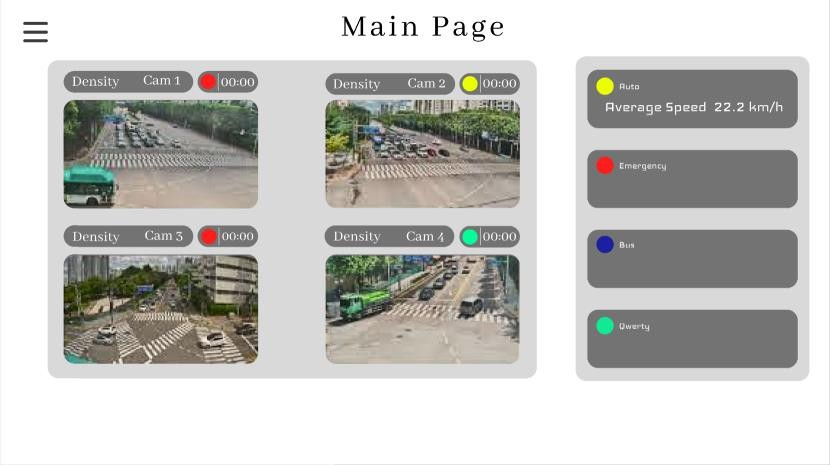 Main Page
Density Cam 1 00:00
Density Cam 2 00:00
Density Cam 3 00:00
Density Cam 4 00:00
Auto
Average Speed 22.2 km/h
Emergency
Bus
Qwerty